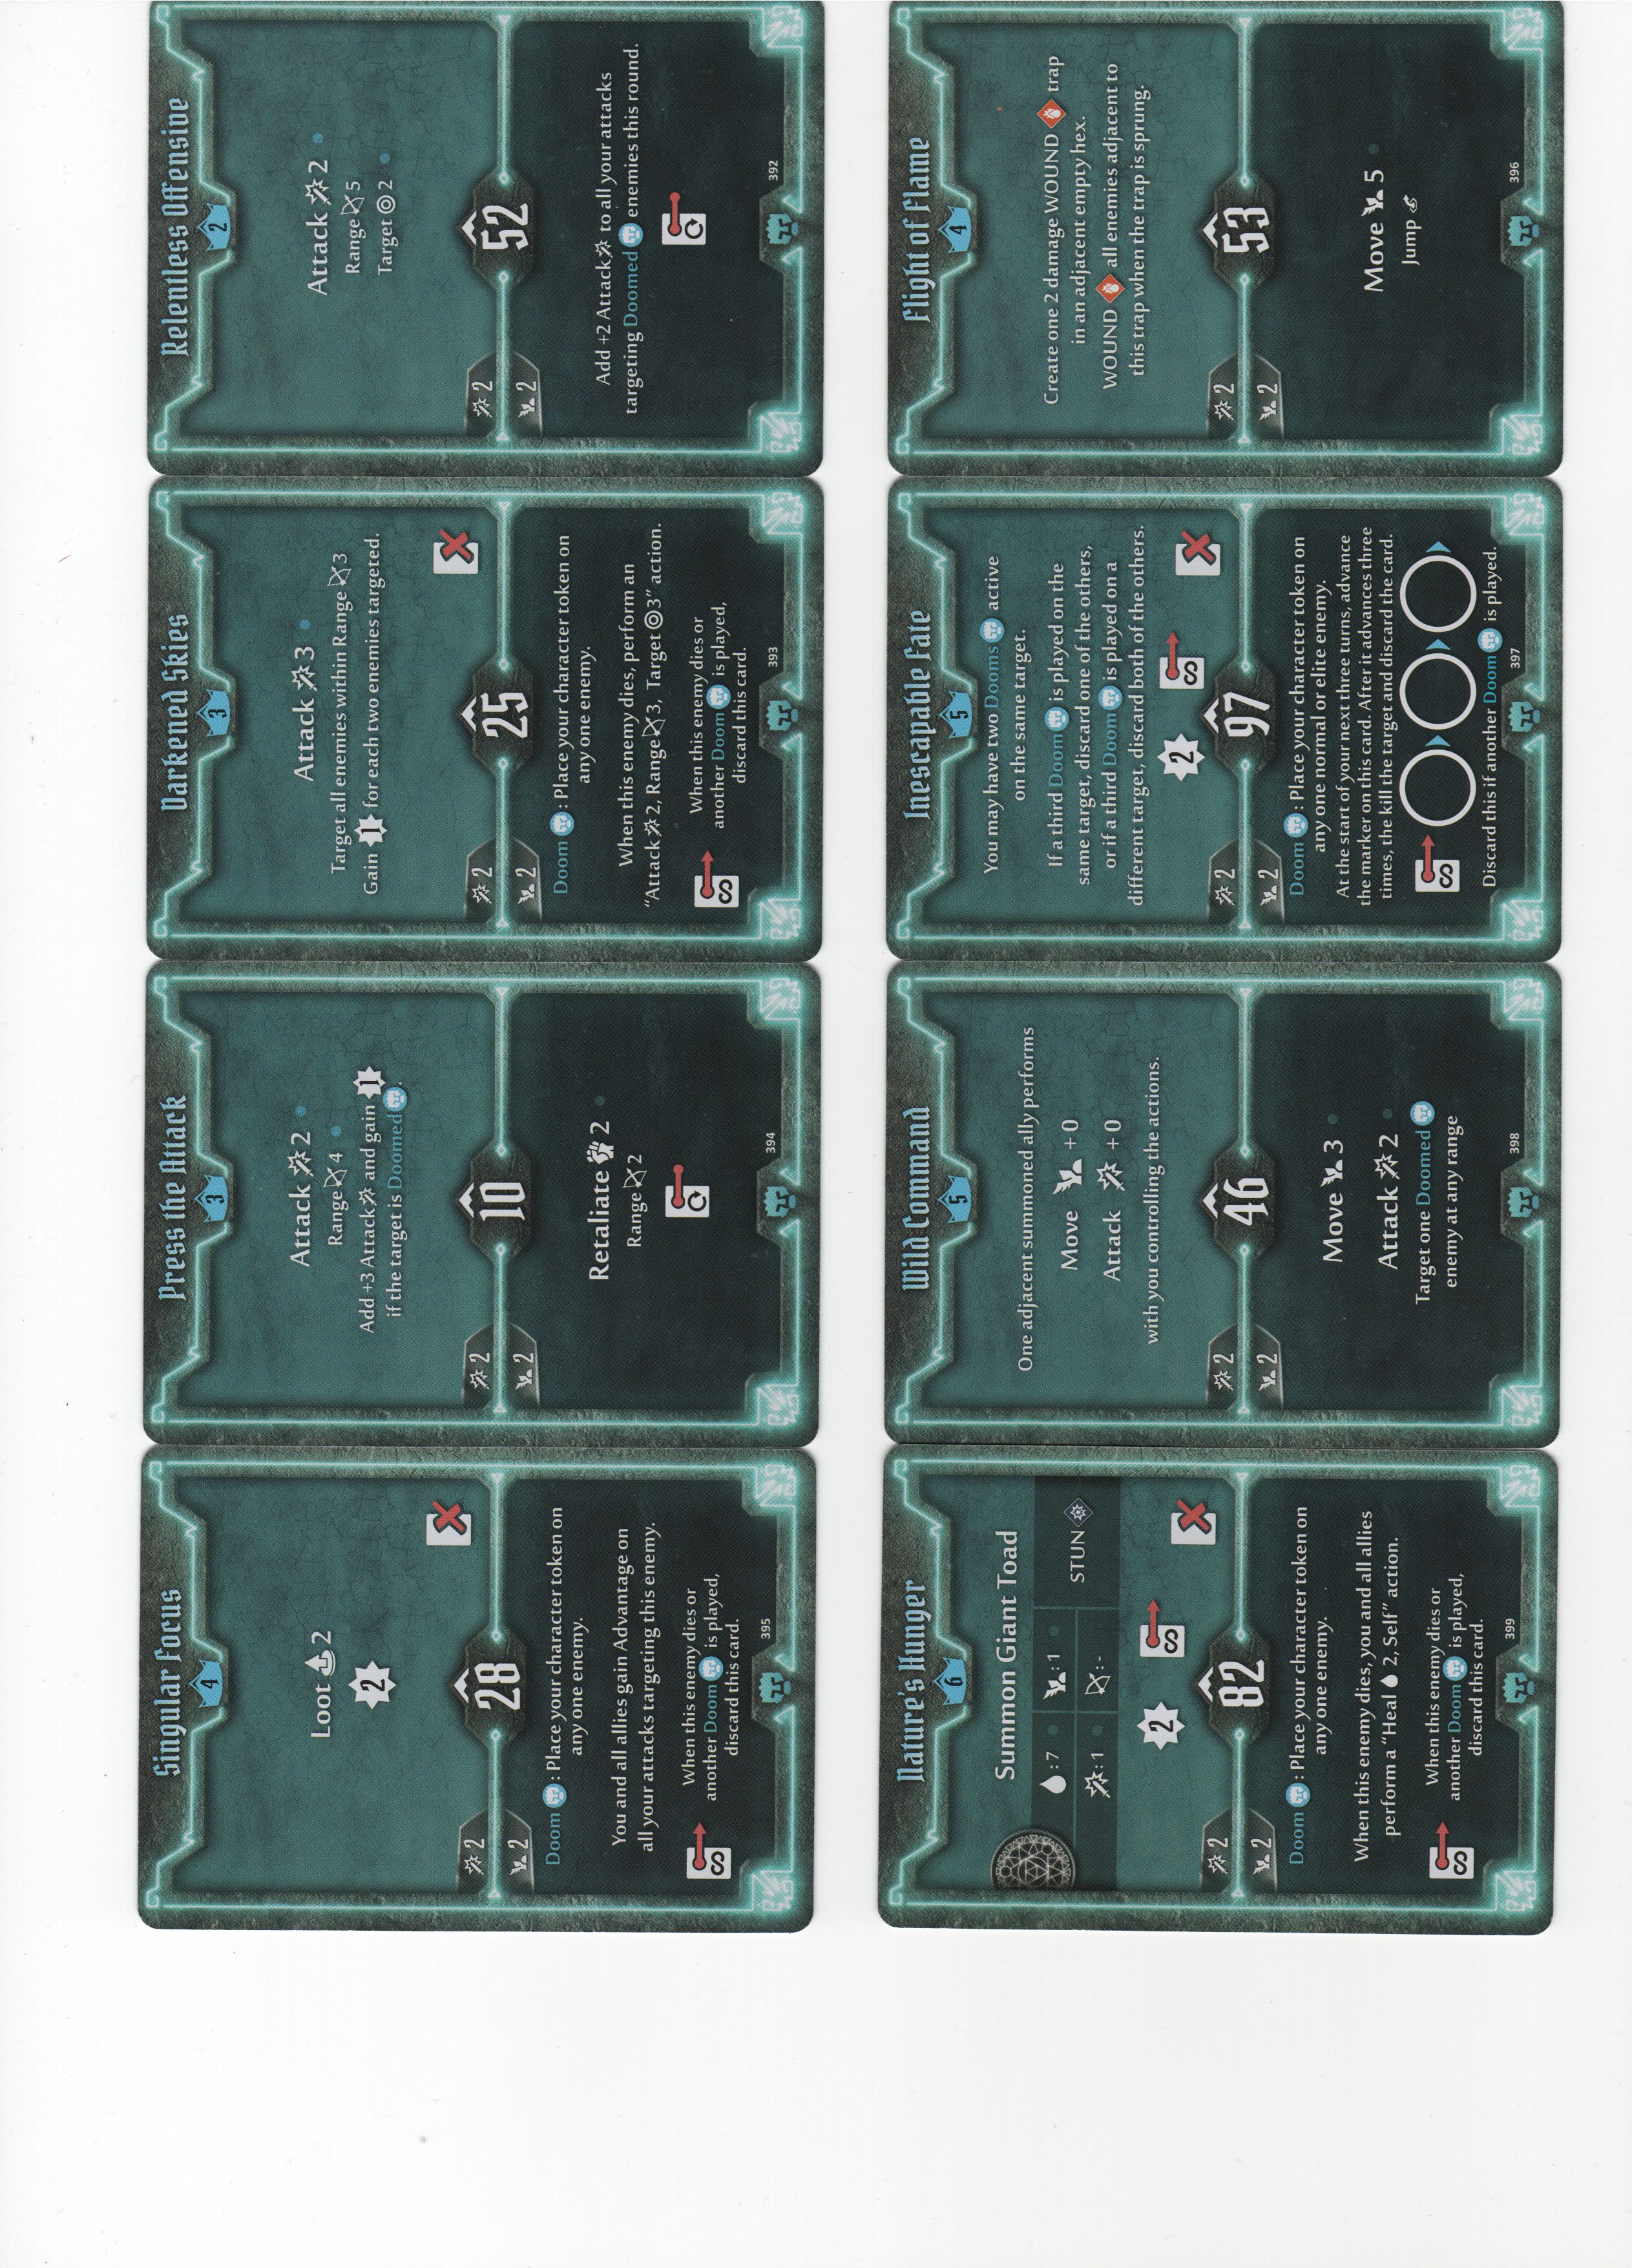 Singular Focus
4
Loot 2
2
2
28
2
Doom : Place your character token on
any one enemy.
You and all allies gain Advantage on
all your attacks targeting this enemy.
When this enemy dies or
another Doom is played,
discard this card.
395
Press the Attack
3
Attack 2
Range 4
Add +3 Attack and gain 1
if the target is Doomed .
2
10
2
Retaliate 2
Range 2
394
Darkened Skies
3
Attack 3
Target all enemies within Range 3
Gain 1 for each two enemies targeted.
2
25
2
Doom : Place your character token on
any one enemy.
When this enemy dies, perform an
“Attack 2, Range 3, Target 3” action.
When this enemy dies or
another Doom is played,
discard this card.
393
Relentless Offensive
2
Attack 2
Range 5
Target 2
2
52
2
Add +2 Attack to all your attacks
targeting Doomed enemies this round.
392
Nature's Hunger
6
Summon Giant Toad
:7 :1 STUN
:1 :-
2
2
82
2
Doom : Place your character token on
any one enemy.
When this enemy dies, you and all allies
perform a “Heal 2, Self” action.
When this enemy dies or
another Doom is played,
discard this card.
399
Wild Command
5
One adjacent summoned ally performs
Move + 0
Attack + 0
with you controlling the actions.
2
46
2
Move 3
Attack 2
Target one Doomed
enemy at any range
398
Inescapable Fate
5
You may have two Dooms active
on the same target.
If a third Doom is played on the
same target, discard one of the others,
or if a third Doom is played on a
different target, discard both of the others.
2
2
97
2
Doom : Place your character token on
any one normal or elite enemy.
At the start of your next three turns, advance
the marker on this card. After it advances three
times, the kill the target and discard the card.
Discard this if another Doom is played.
397
Flight of Flame
4
Create one 2 damage WOUND trap
in an adjacent empty hex.
WOUND all enemies adjacent to
this trap when the trap is sprung.
2
53
2
Move 5
Jump
396